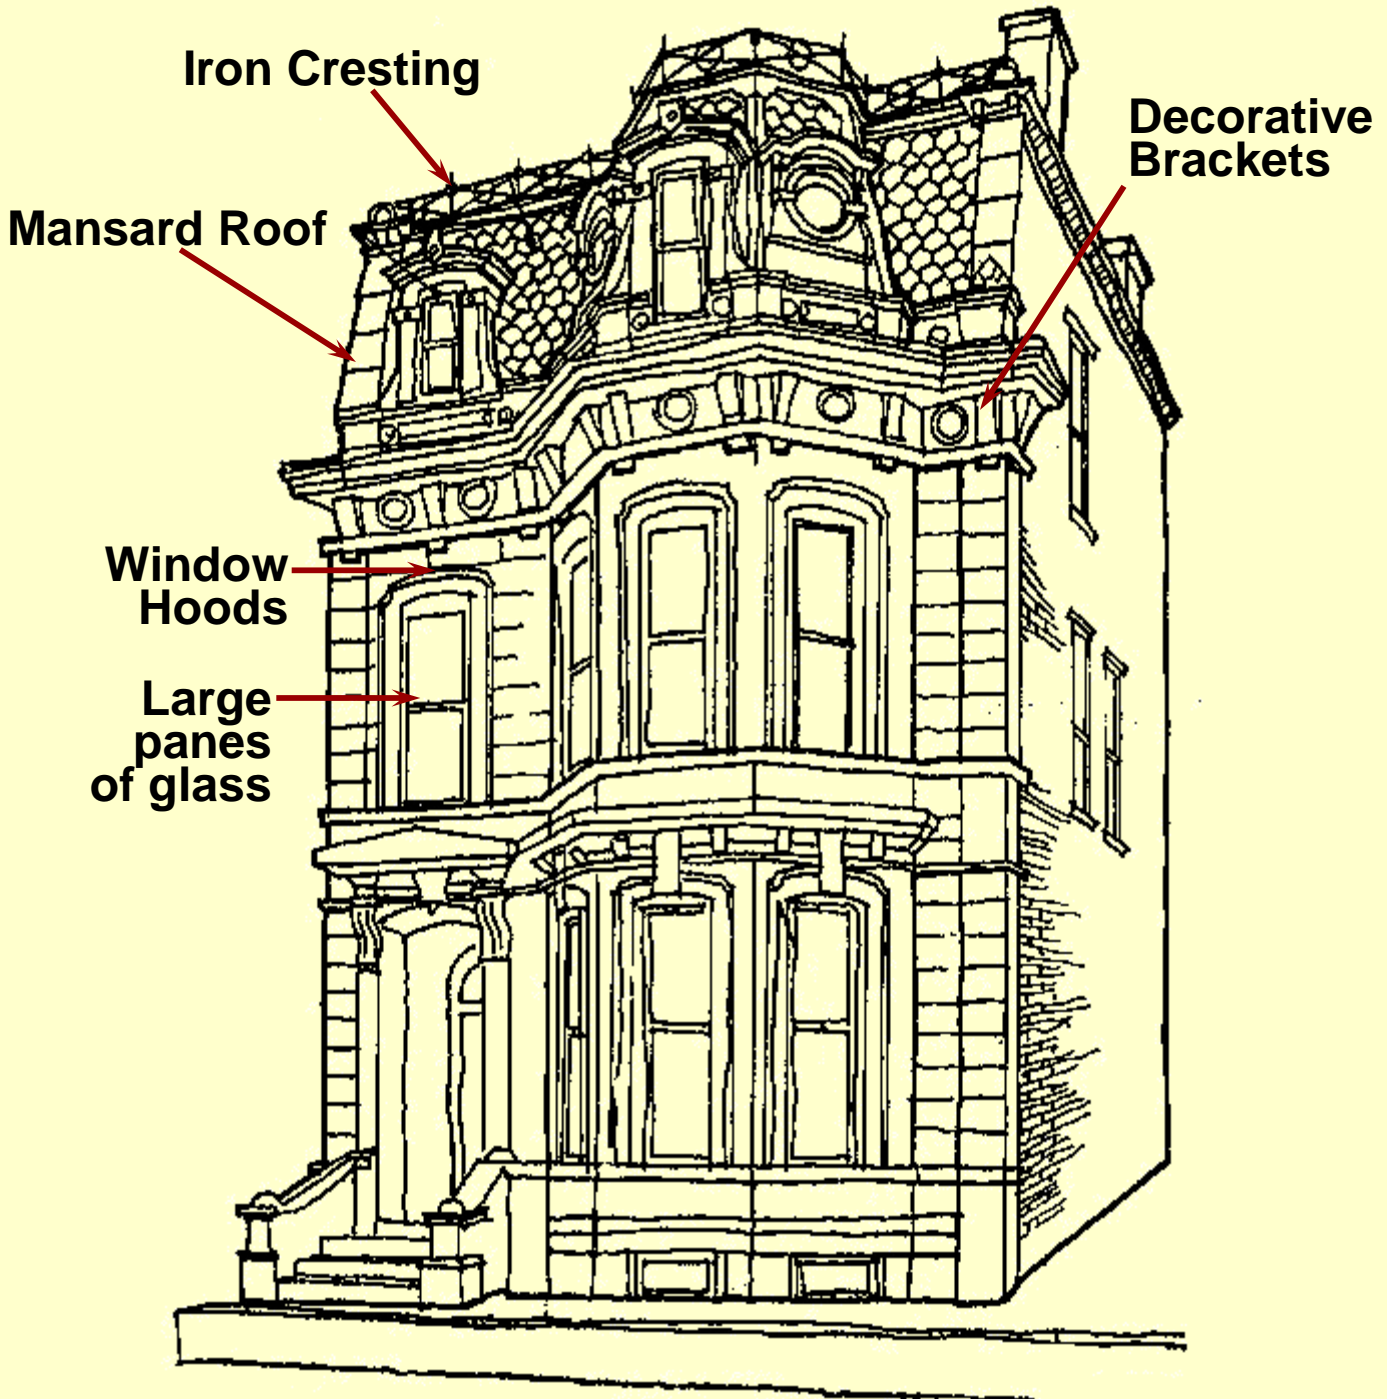 Iron Cresting
Decorative
Brackets
Mansard Roof
Window
Hoods
Large
panes
of glass